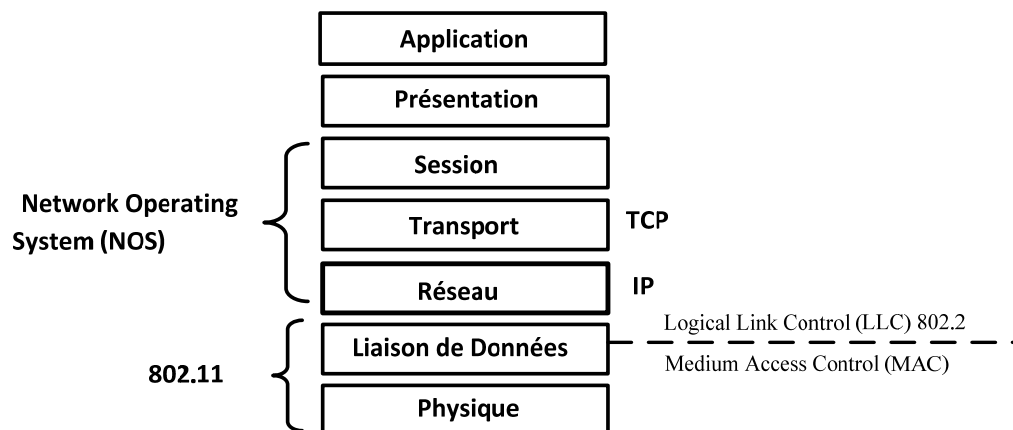 Application
Présentation
Session
Network Operating
System (NOS)
Transport
TCP
Réseau
IP
Logical Link Control (LLC) 802.2
Liaison de Données
Medium Access Control (MAC)
802.11
Physique